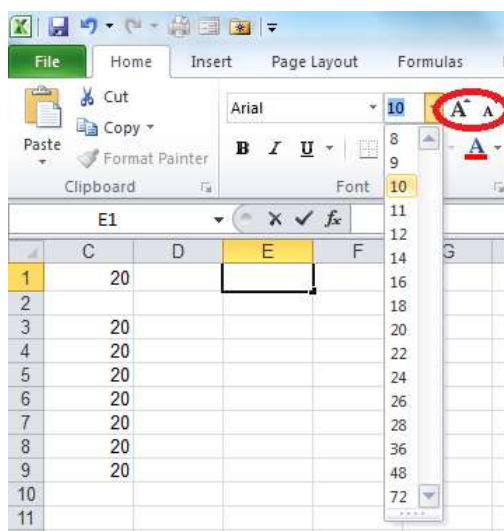 File Home Insert Page Layout Formulas
Cut
Copy
Format Painter
Paste
Clipboard
Arial 10 A A
B I U A
Font
8
9
10
11
12
14
16
18
20
22
24
26
28
36
48
72
E1 fx
C D E F G
1 20
2
3 20
4 20
5 20
6 20
7 20
8 20
9 20
10
11